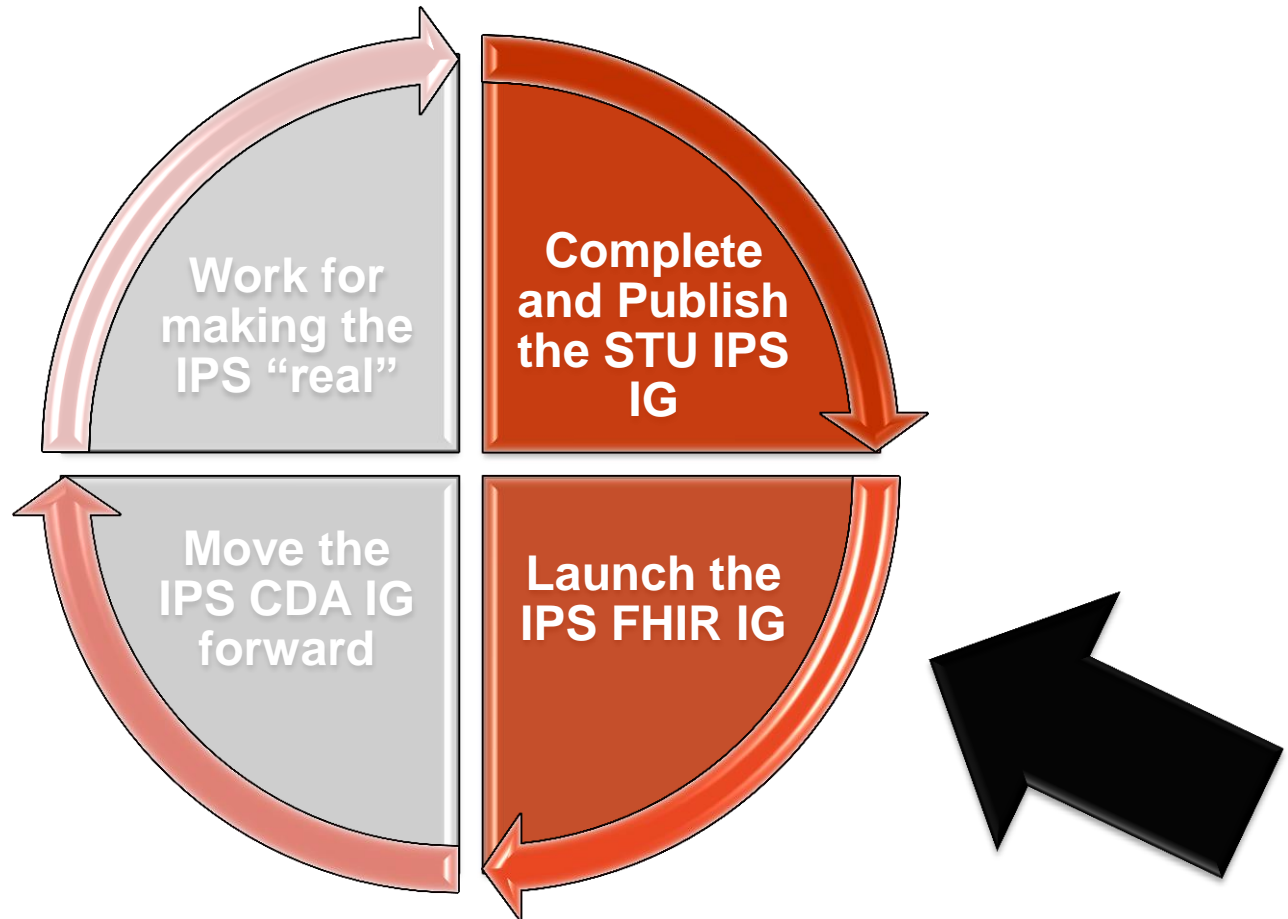 Work for
making the
IPS “real”
Complete
and Publish
the STU IPS
IG
Move the
IPS CDA IG
forward
Launch the
IPS FHIR IG